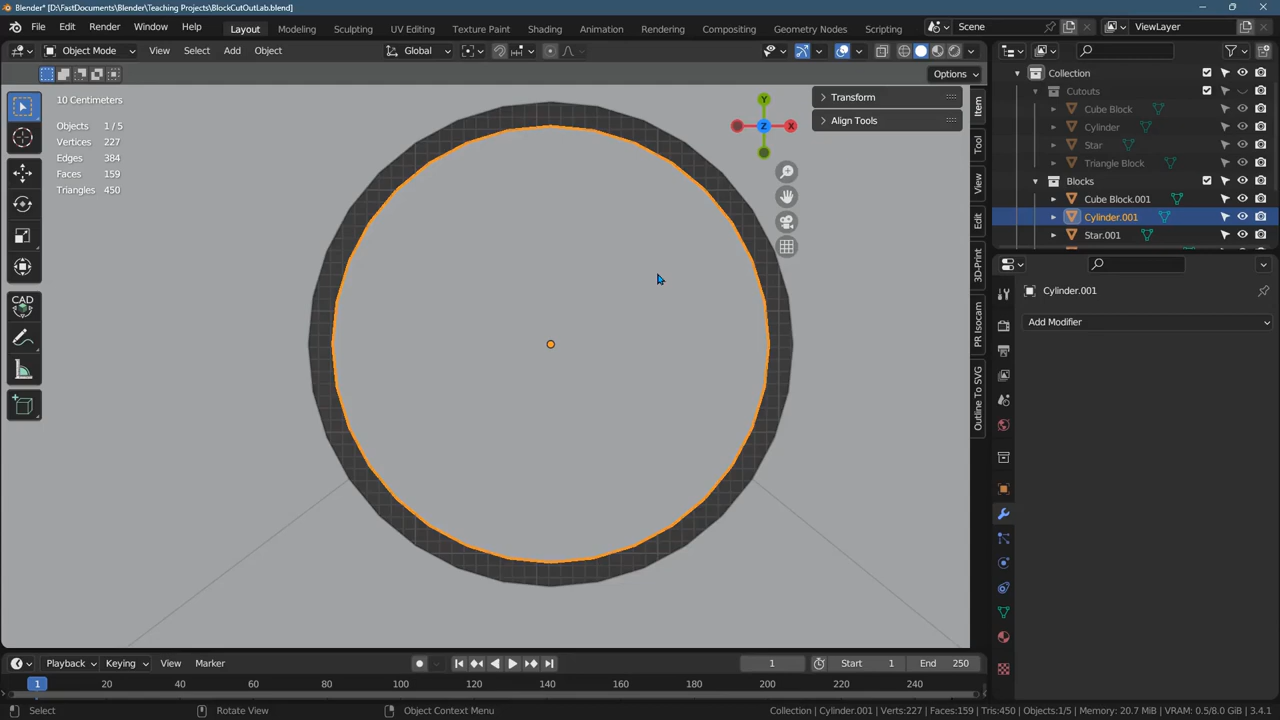 Blender* [D:\FastDocuments\Blender\Teaching Projects\BlockCutOutLab.blend]
File Edit Render Window Help Layout Modeling Sculpting UV Editing Texture Paint Shading Animation Rendering Compositing Geometry Nodes Scripting Scene ViewLayer
Object Mode View Select Add Object Global
Options
10 Centimeters
Objects 1 / 5
Vertices 227
Edges 384
Faces 159
Triangles 450
CAD
Y
Z
X
Transform
Align Tools
Item
Tool
View
Edit
3D-Print
PR Isocam
Outline To SVG
Collection
Cutouts
Cube Block
Cylinder
Star
Triangle Block
Blocks
Cube Block.001
Cylinder.001
Star.001
Cylinder.001
Add Modifier
Playback Keying View Marker 1 Start 1 End 250
1 20 40 60 80 100 120 140 160 180 200 220 240
Select Rotate View Object Context Menu Collection | Cylinder.001 | Verts:227 | Faces:159 | Tris:450 | Objects:1/5 | Memory: 20.7 MiB | VRAM: 0.5/8.0 GiB | 3.4.1